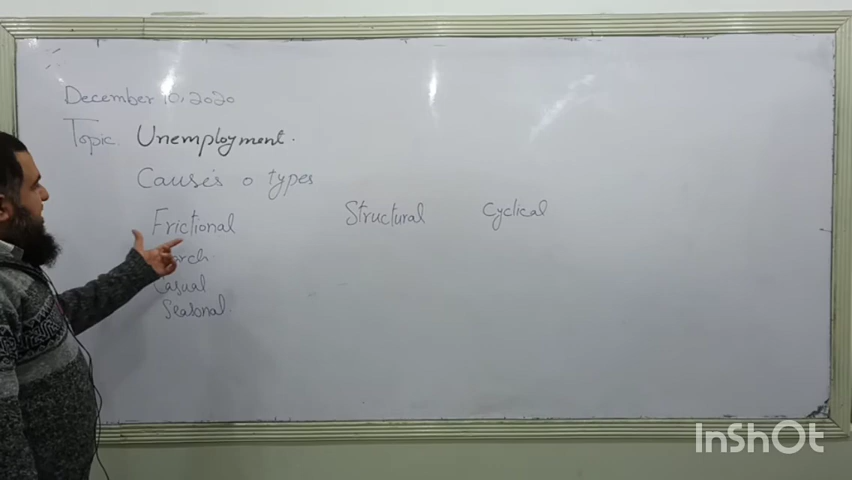 December 10, 2020
Topic Unemployment.
Causes o types
Frictional Structural Cyclical
Casual
Seasonal
InShOt